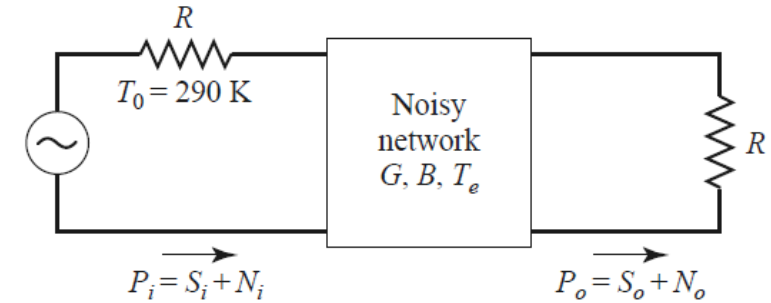 R
T₀ = 290 K
Noisy
network
G, B, Tₑ
R
Pᵢ = Sᵢ + Nᵢ
Pₒ = Sₒ + Nₒ